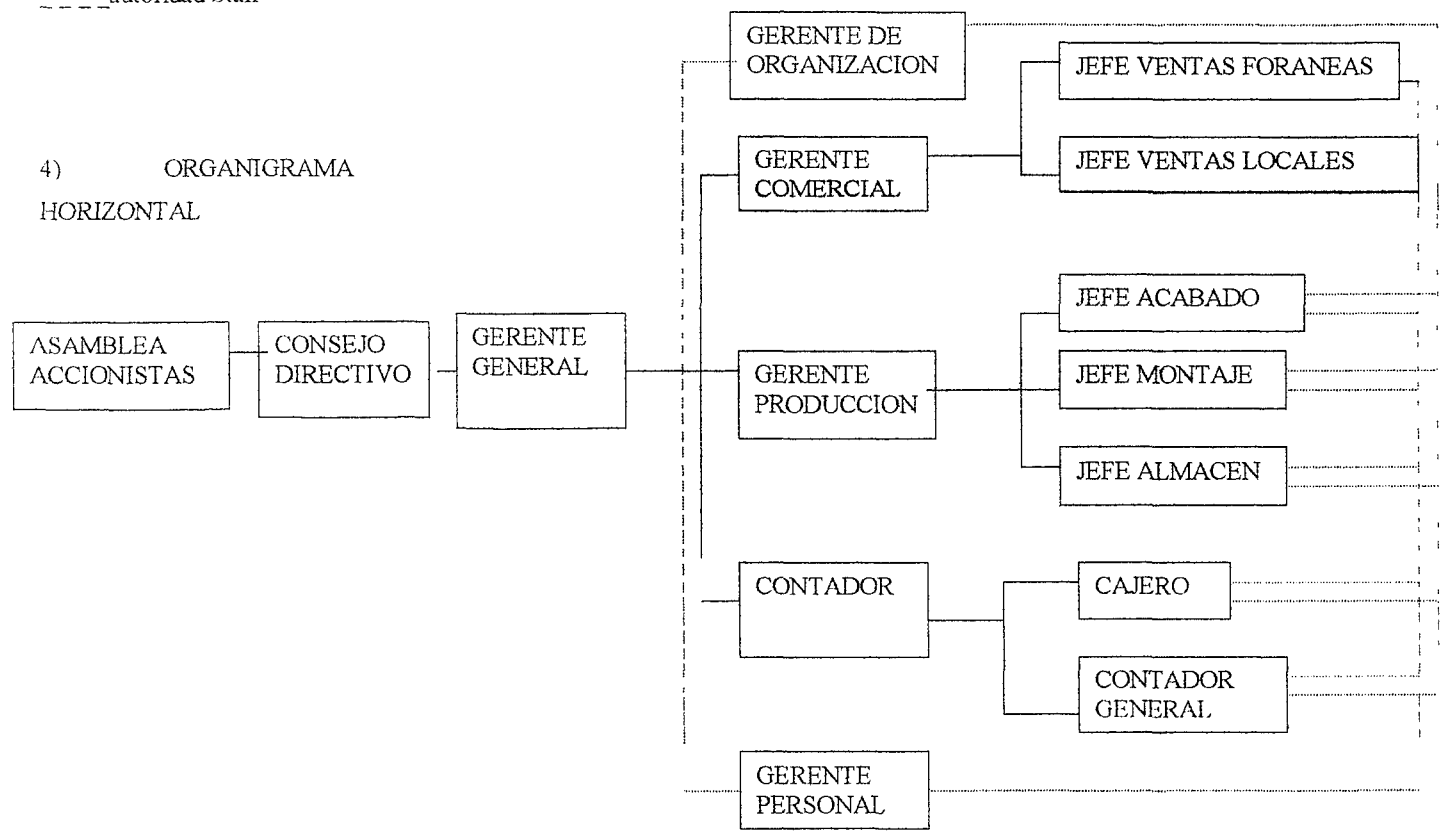 autoridad Staff
4) ORGANIGRAMA
HORIZONTAL
ASAMBLEA
ACCIONISTAS
CONSEJO
DIRECTIVO
GERENTE
GENERAL
GERENTE DE
ORGANIZACION
GERENTE
COMERCIAL
JEFE VENTAS FORANEAS
JEFE VENTAS LOCALES
GERENTE
PRODUCCION
JEFE ACABADO
JEFE MONTAJE
JEFE ALMACEN
CONTADOR
CAJERO
CONTADOR
GENERAL
GERENTE
PERSONAL